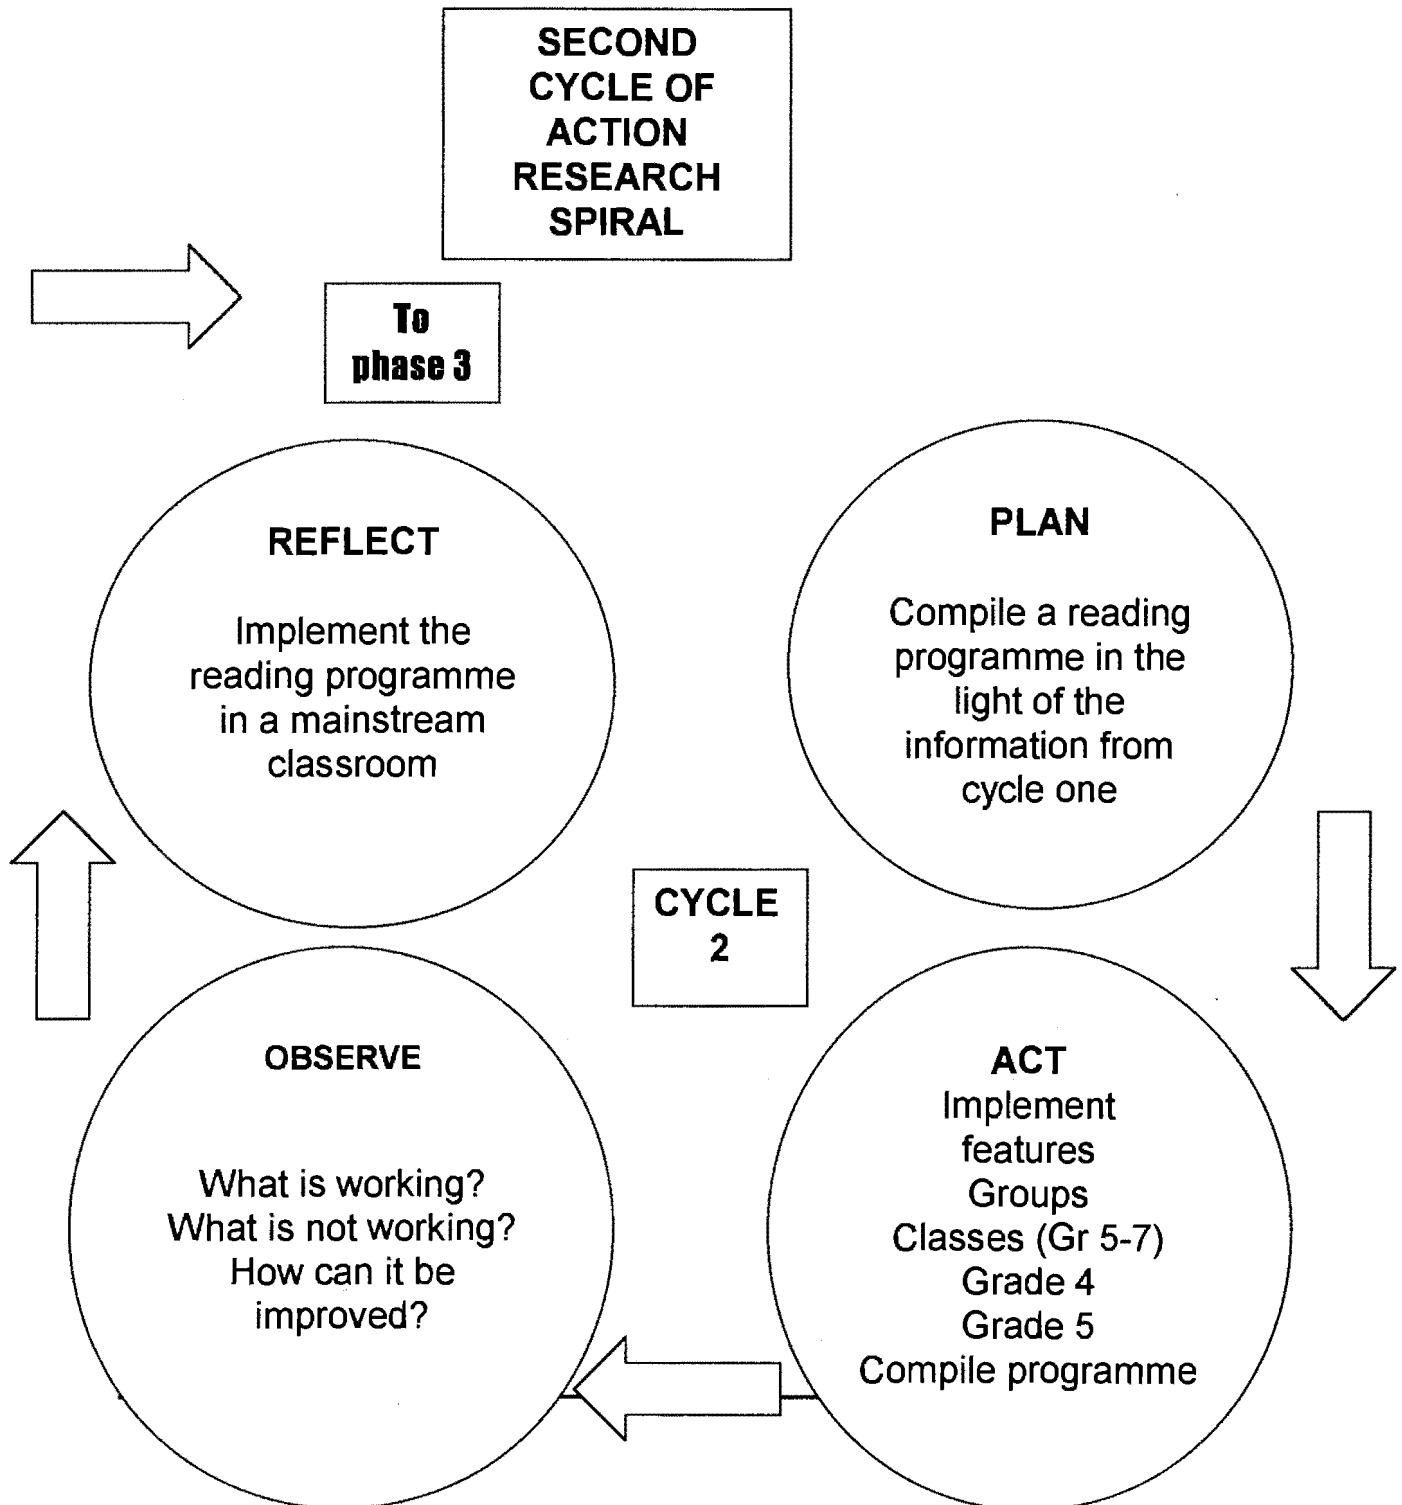 SECOND
CYCLE OF
ACTION
RESEARCH
SPIRAL
To
phase 3
REFLECT
Implement the
reading programme
in a mainstream
classroom
PLAN
Compile a reading
programme in the
light of the
information from
cycle one
CYCLE
2
OBSERVE
What is working?
What is not working?
How can it be
improved?
ACT
Implement
features
Groups
Classes (Gr 5-7)
Grade 4
Grade 5
Compile programme